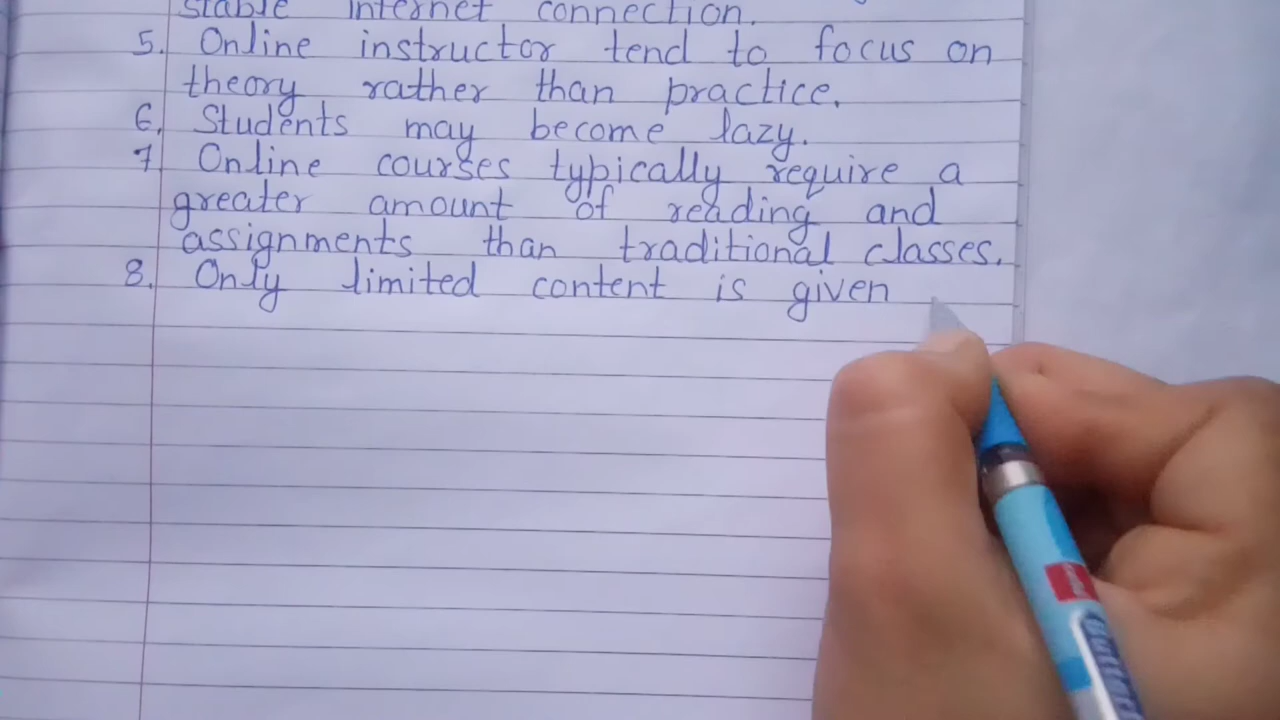 stable internet connection.
5. Online instructor tend to focus on
theory rather than practice.
6. Students may become lazy.
7. Online courses typically require a
greater amount of reading and
assignments than traditional classes.
8. Only limited content is given